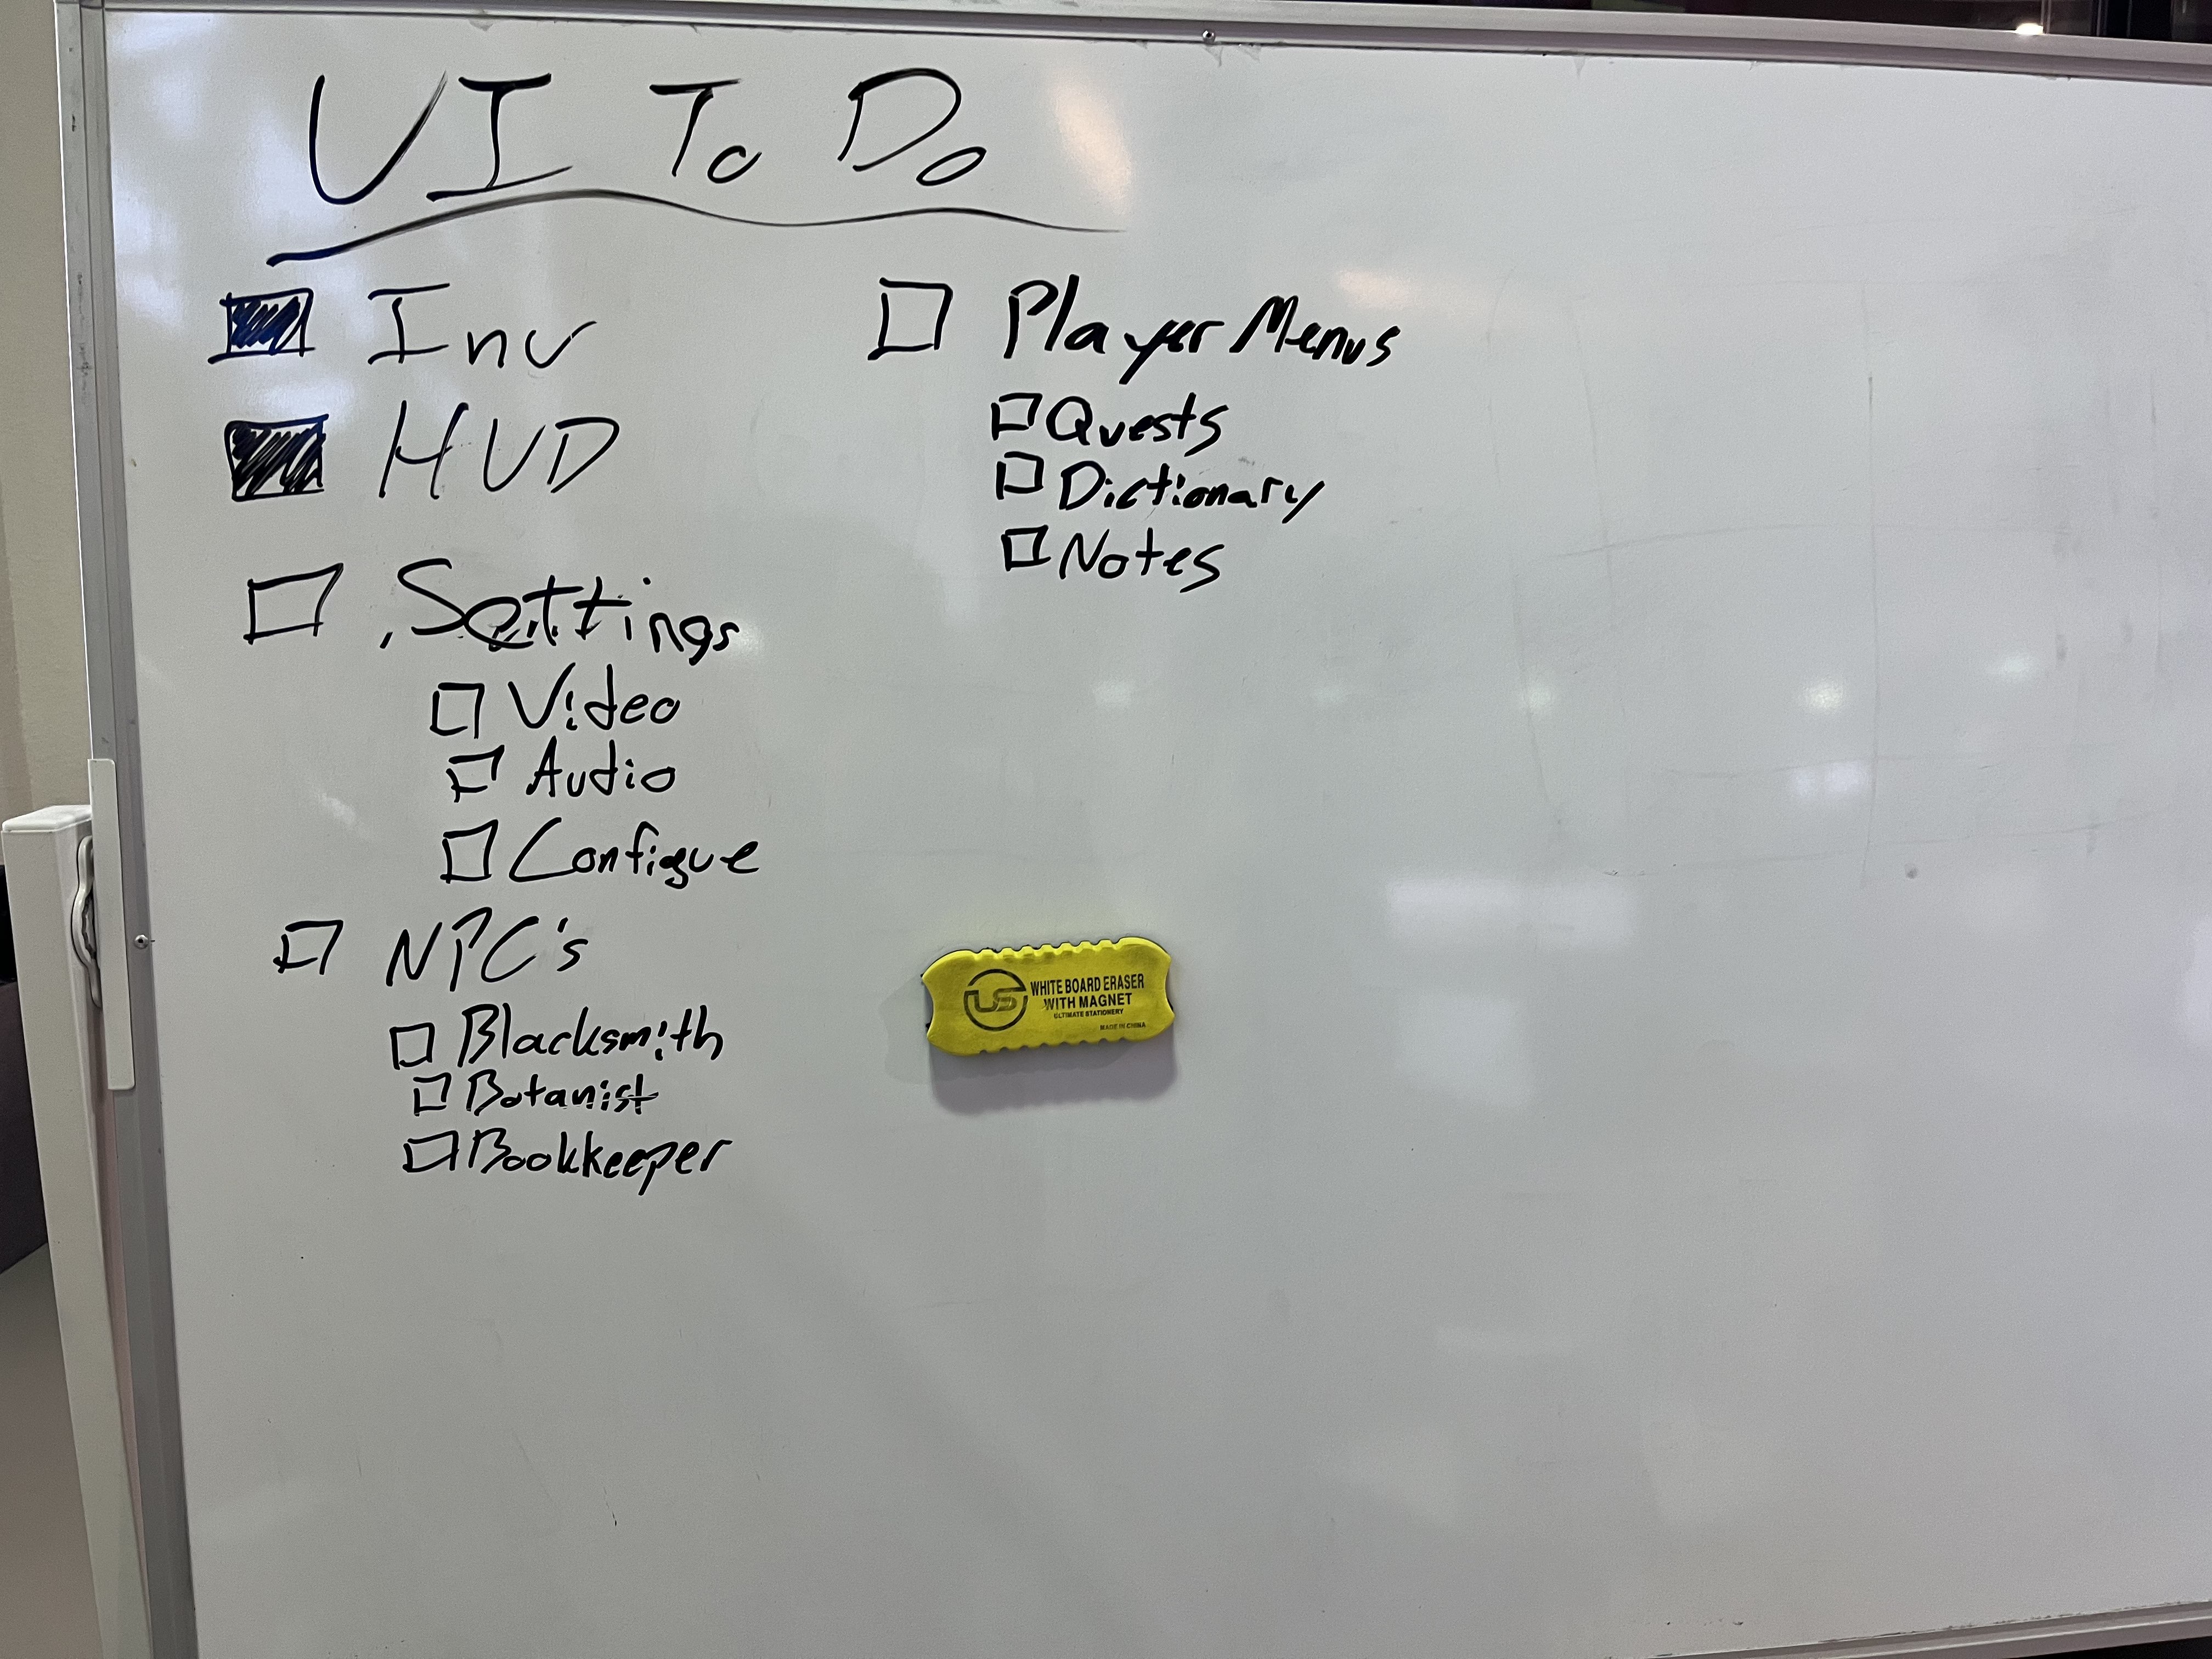 UI To Do
Inv
HUD
Settings
Video
Audio
Configue
NPC's
Blacksmith
Botanist
Bookkeeper
Player Menus
Quests
Dictionary
Notes
US
WHITE BOARD ERASER
WITH MAGNET
ULTIMATE STATIONERY
MADE IN CHINA